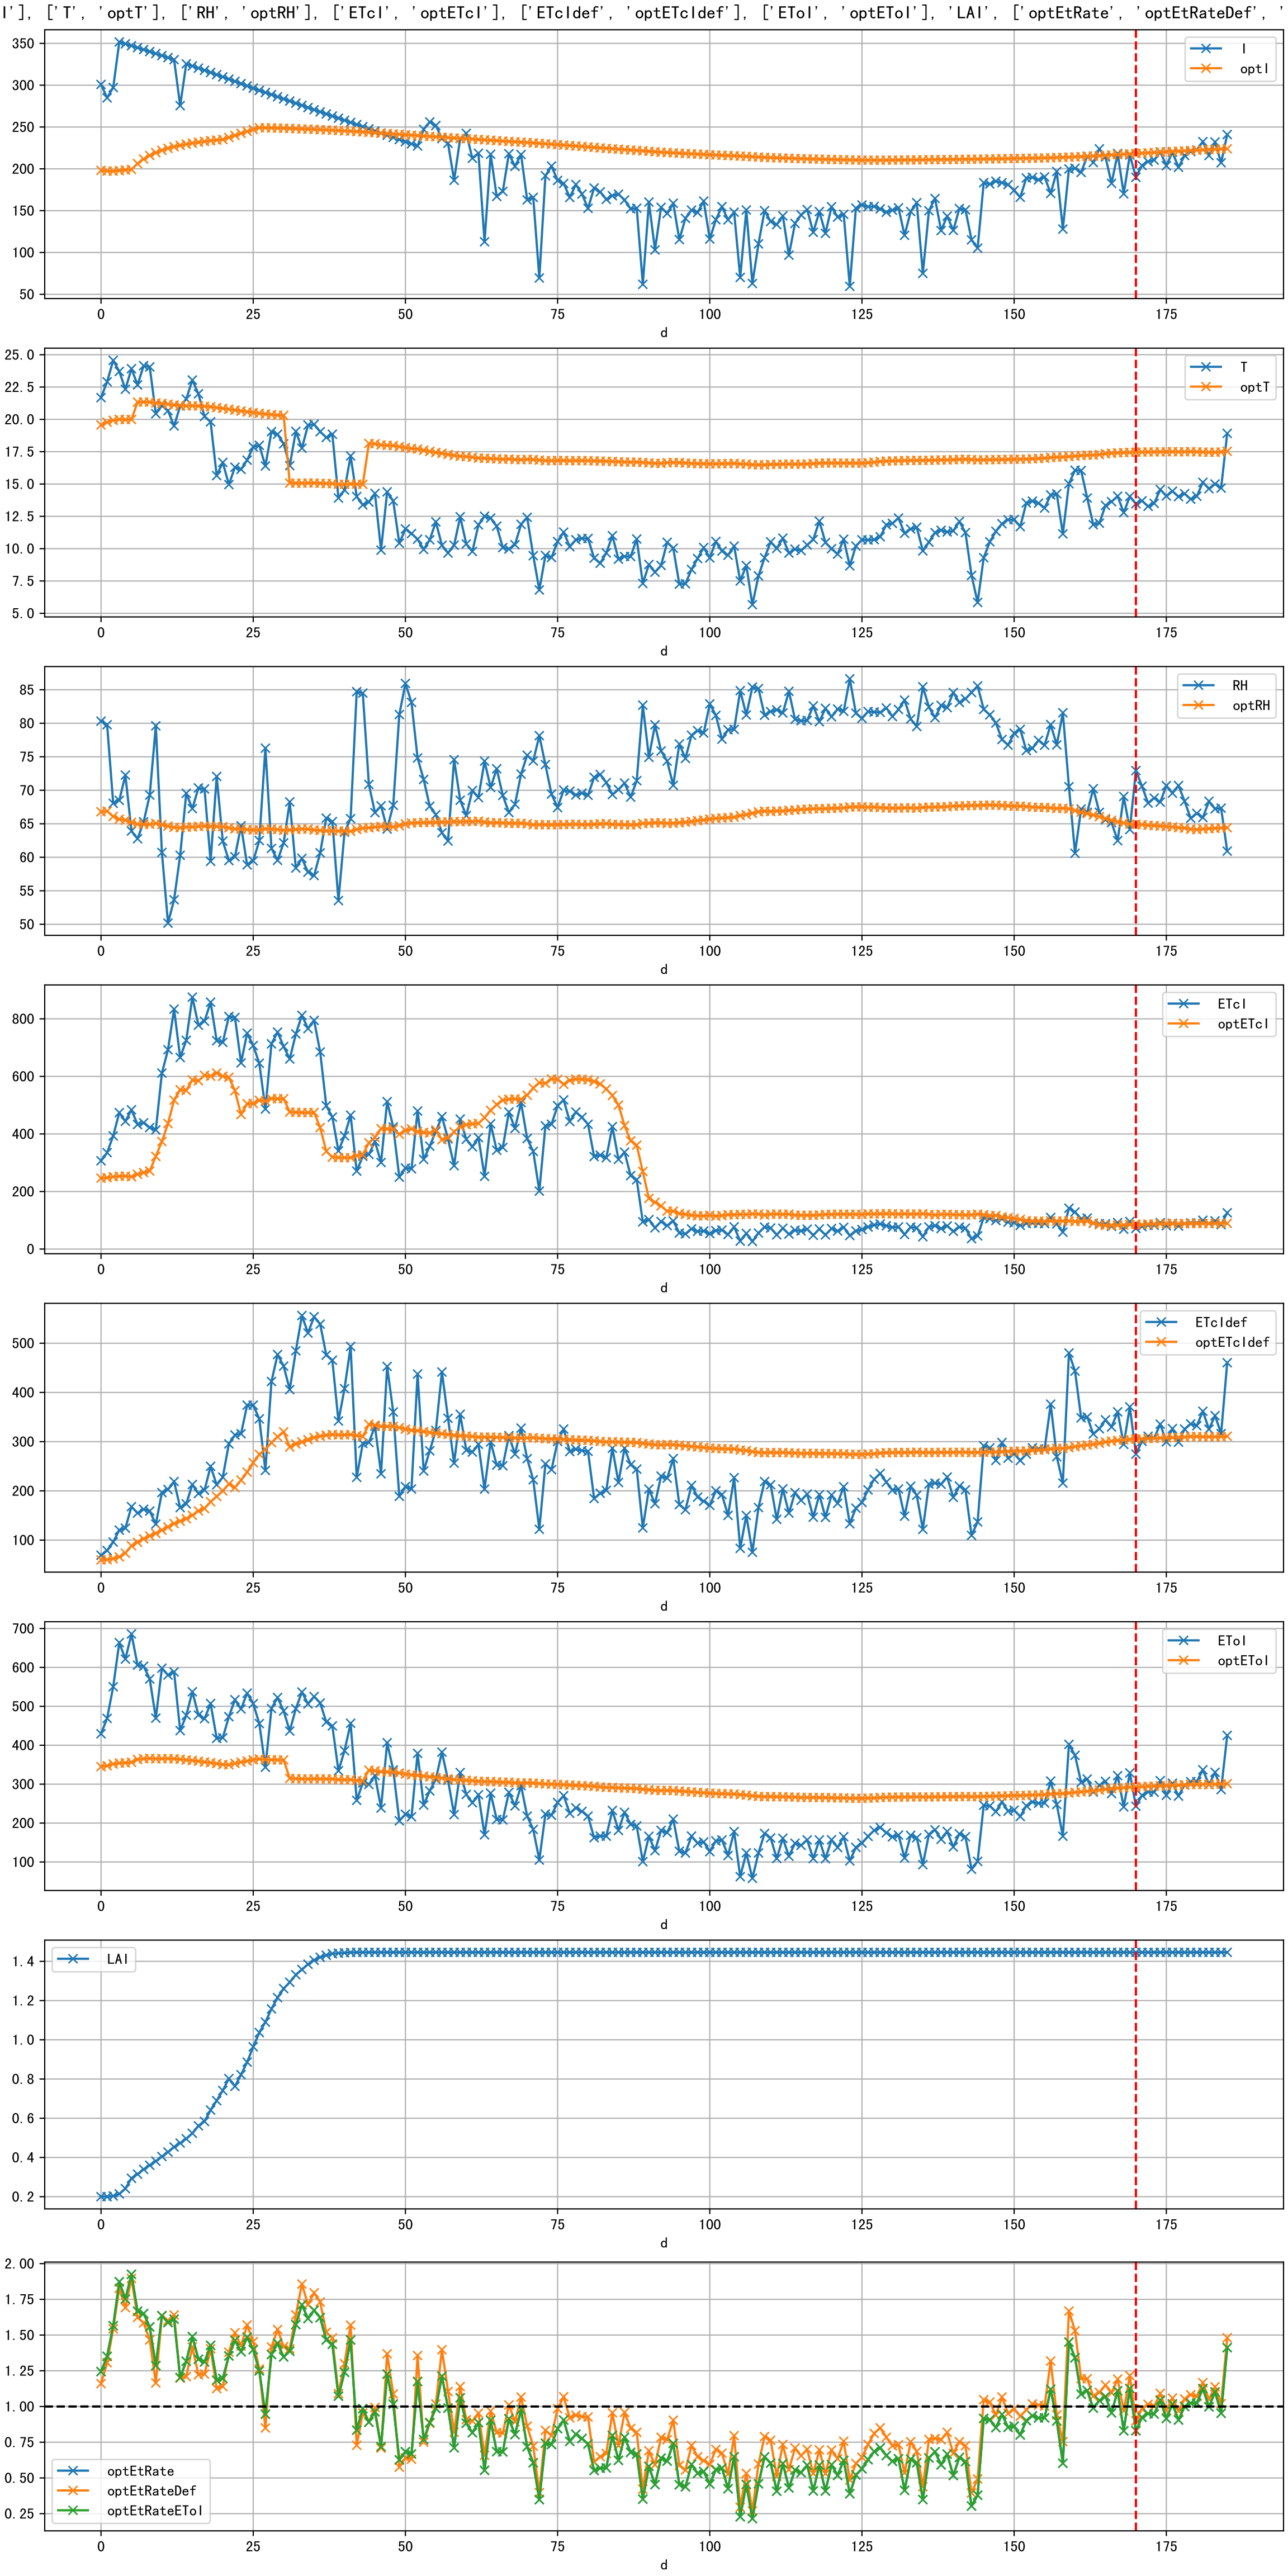 I'], ['T', 'optT'], ['RH', 'optRH'], ['ETcI', 'optETcI'], ['ETcIdef', 'optETcIdef'], ['EToI', 'optEToI'], 'LAI', ['optEtRate', 'optEtRateDef', '
I
optI
350
300
250
200
150
100
50
0 25 50 75 100 125 150 175
d
T
optT
25.0
22.5
20.0
17.5
15.0
12.5
10.0
7.5
5.0
0 25 50 75 100 125 150 175
d
RH
optRH
85
80
75
70
65
60
55
50
0 25 50 75 100 125 150 175
d
ETcI
optETcI
800
600
400
200
0
0 25 50 75 100 125 150 175
d
ETcIdef
optETcIdef
500
400
300
200
100
0 25 50 75 100 125 150 175
d
EToI
optEToI
700
600
500
400
300
200
100
0 25 50 75 100 125 150 175
d
LAI
1.4
1.2
1.0
0.8
0.6
0.4
0.2
0 25 50 75 100 125 150 175
d
2.00
1.75
1.50
1.25
1.00
0.75
0.50
0.25
optEtRate
optEtRateDef
optEtRateEToI
0 25 50 75 100 125 150 175
d